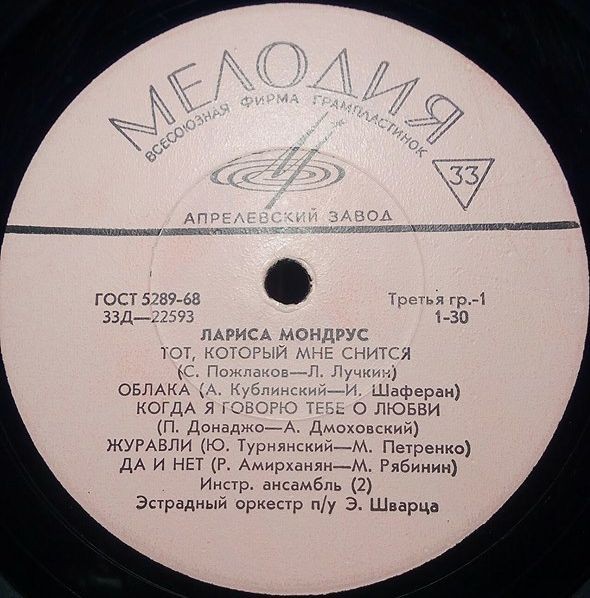 МЕЛОДИЯ
ВСЕСОЮЗНАЯ ФИРМА ГРАМПЛАСТИНОК
33
АПРЕЛЕВСКИЙ ЗАВОД
ГОСТ 5289-68 Третья гр.-1
33Д—22593 1-30
ЛАРИСА МОНДРУС
ТОТ, КОТОРЫЙ МНЕ СНИТСЯ
(С. Пожлаков—Л. Лучкин)
ОБЛАКА (А. Кублинский—И. Шаферан)
КОГДА Я ГОВОРЮ ТЕБЕ О ЛЮБВИ
(П. Донаджо—А. Дмоховский)
ЖУРАВЛИ (Ю. Турнянский—М. Петренко)
ДА И НЕТ (Р. Амирханян—М. Рябинин)
Инстр. ансамбль (2)
Эстрадный оркестр п/у Э. Шварца